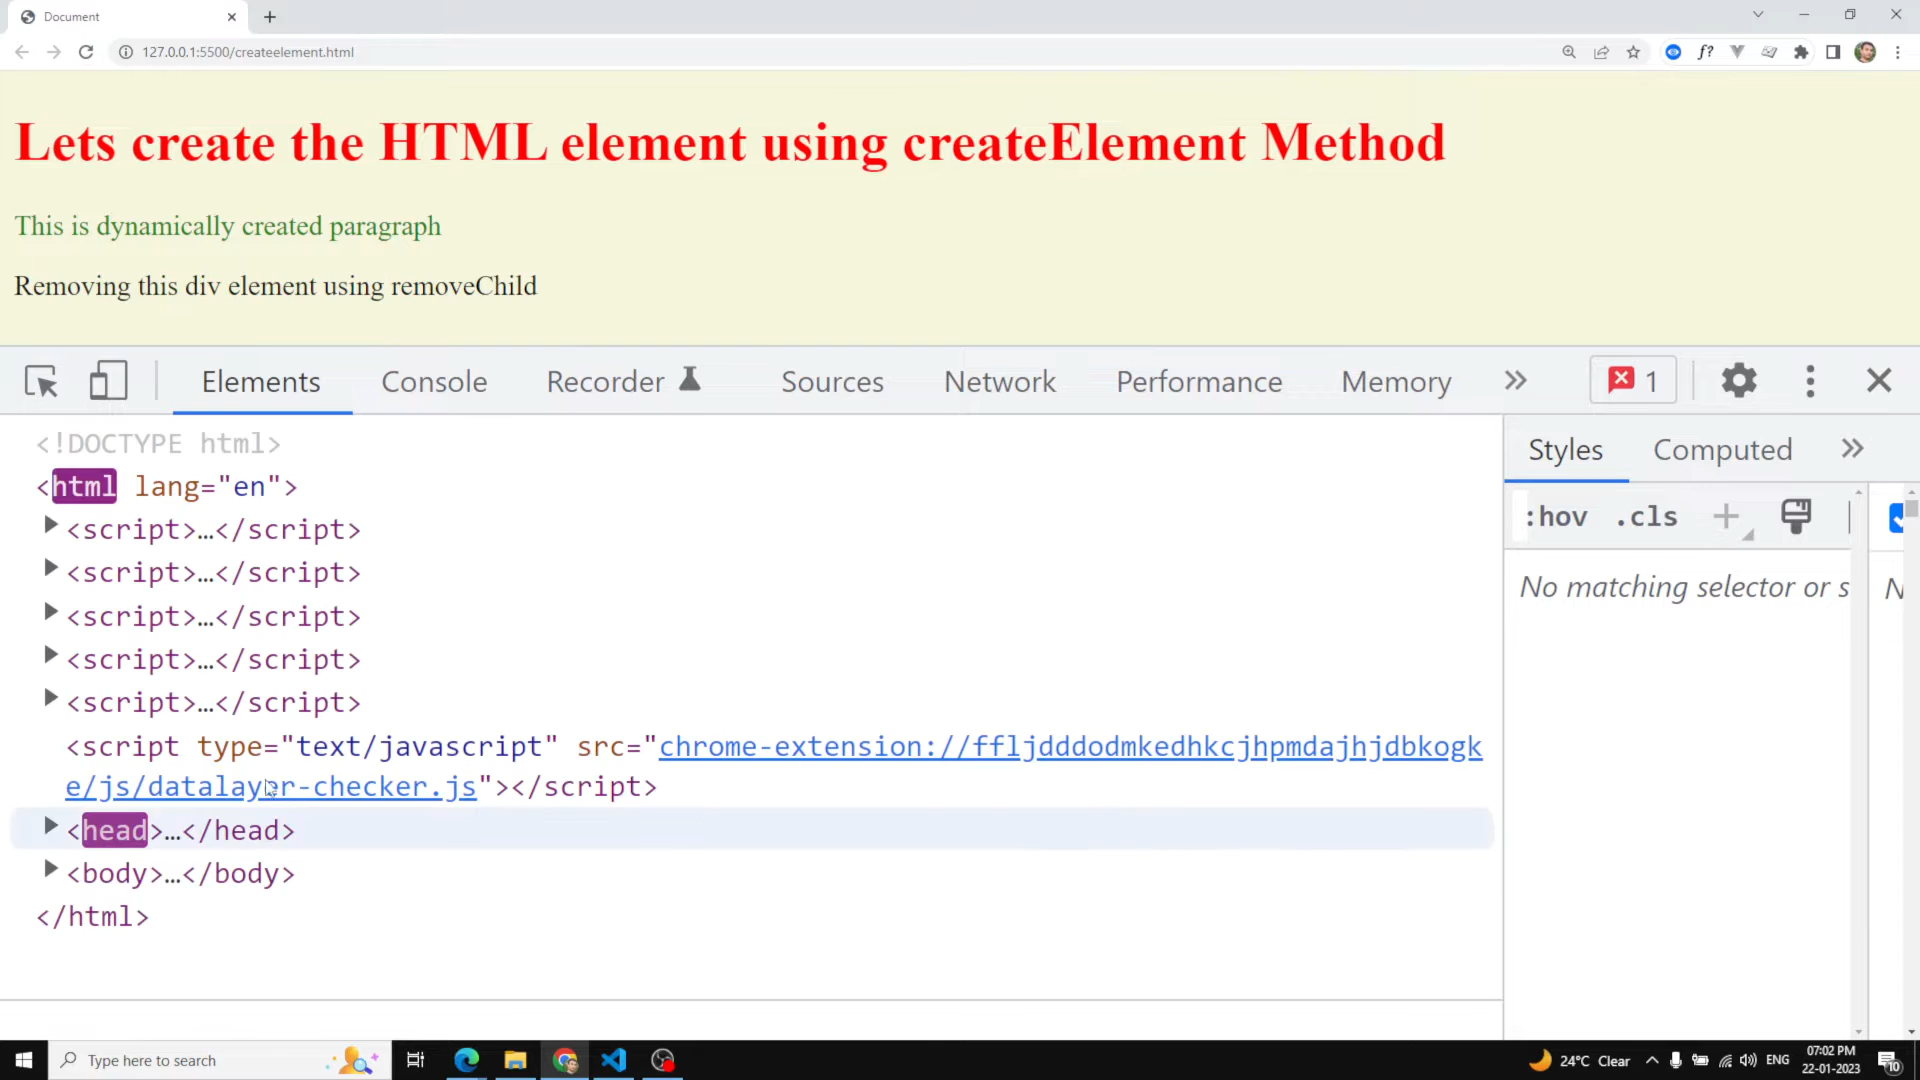 Document
127.0.0.1:5500/createelement.html
f?
Lets create the HTML element using createElement Method
This is dynamically created paragraph
Removing this div element using removeChild
Elements Console Recorder Sources Network Performance Memory 1
<!DOCTYPE html>
<html lang="en">
<script>…</script>
<script>…</script>
<script>…</script>
<script>…</script>
<script>…</script>
<script type="text/javascript" src="chrome-extension://ffljdddodmkedhkcjhpmdajhjdbkogk
e/js/datalayer-checker.js"></script>
<head>…</head>
<body>…</body>
</html>
Styles Computed
:hov .cls
No matching selector or s
N
Type here to search
24°C Clear
ENG
07:02 PM
22-01-2023
10